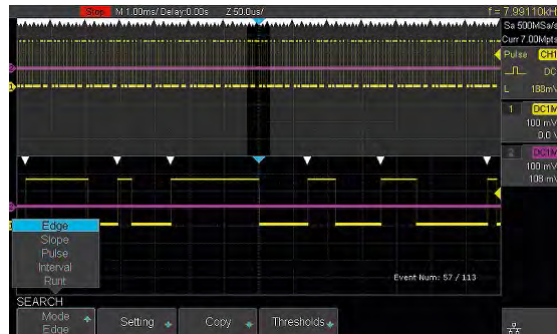 Stop M 1.00ms/ Delay:0.00s Z 50.0us/ f = 7.99110kHz
Sa 500MSa/s
Curr 7.00Mpts
Pulse CH1
DC
L 188mV
1 DC1M
100 mV
0.0 V
2 DC1M
100 mV
108 mV
Edge
Slope
Pulse
Interval
Runt
Event Num: 57 / 113
SEARCH
Mode
Edge
Setting
Copy
Thresholds